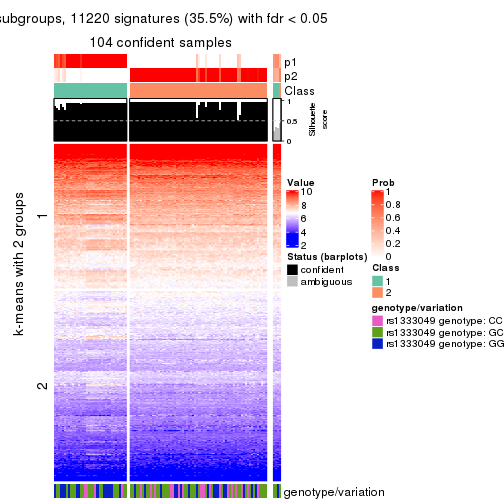 subgroups, 11220 signatures (35.5%) with fdr < 0.05
104 confident samples
p1
p2
Class
1
0.5
0
Silhouette
score
k-means with 2 groups
1
2
Value
10
8
6
4
2
Status (barplots)
confident
ambiguous
Prob
1
0.8
0.6
0.4
0.2
0
Class
1
2
genotype/variation
rs1333049 genotype: CC
rs1333049 genotype: GC
rs1333049 genotype: GG
genotype/variation